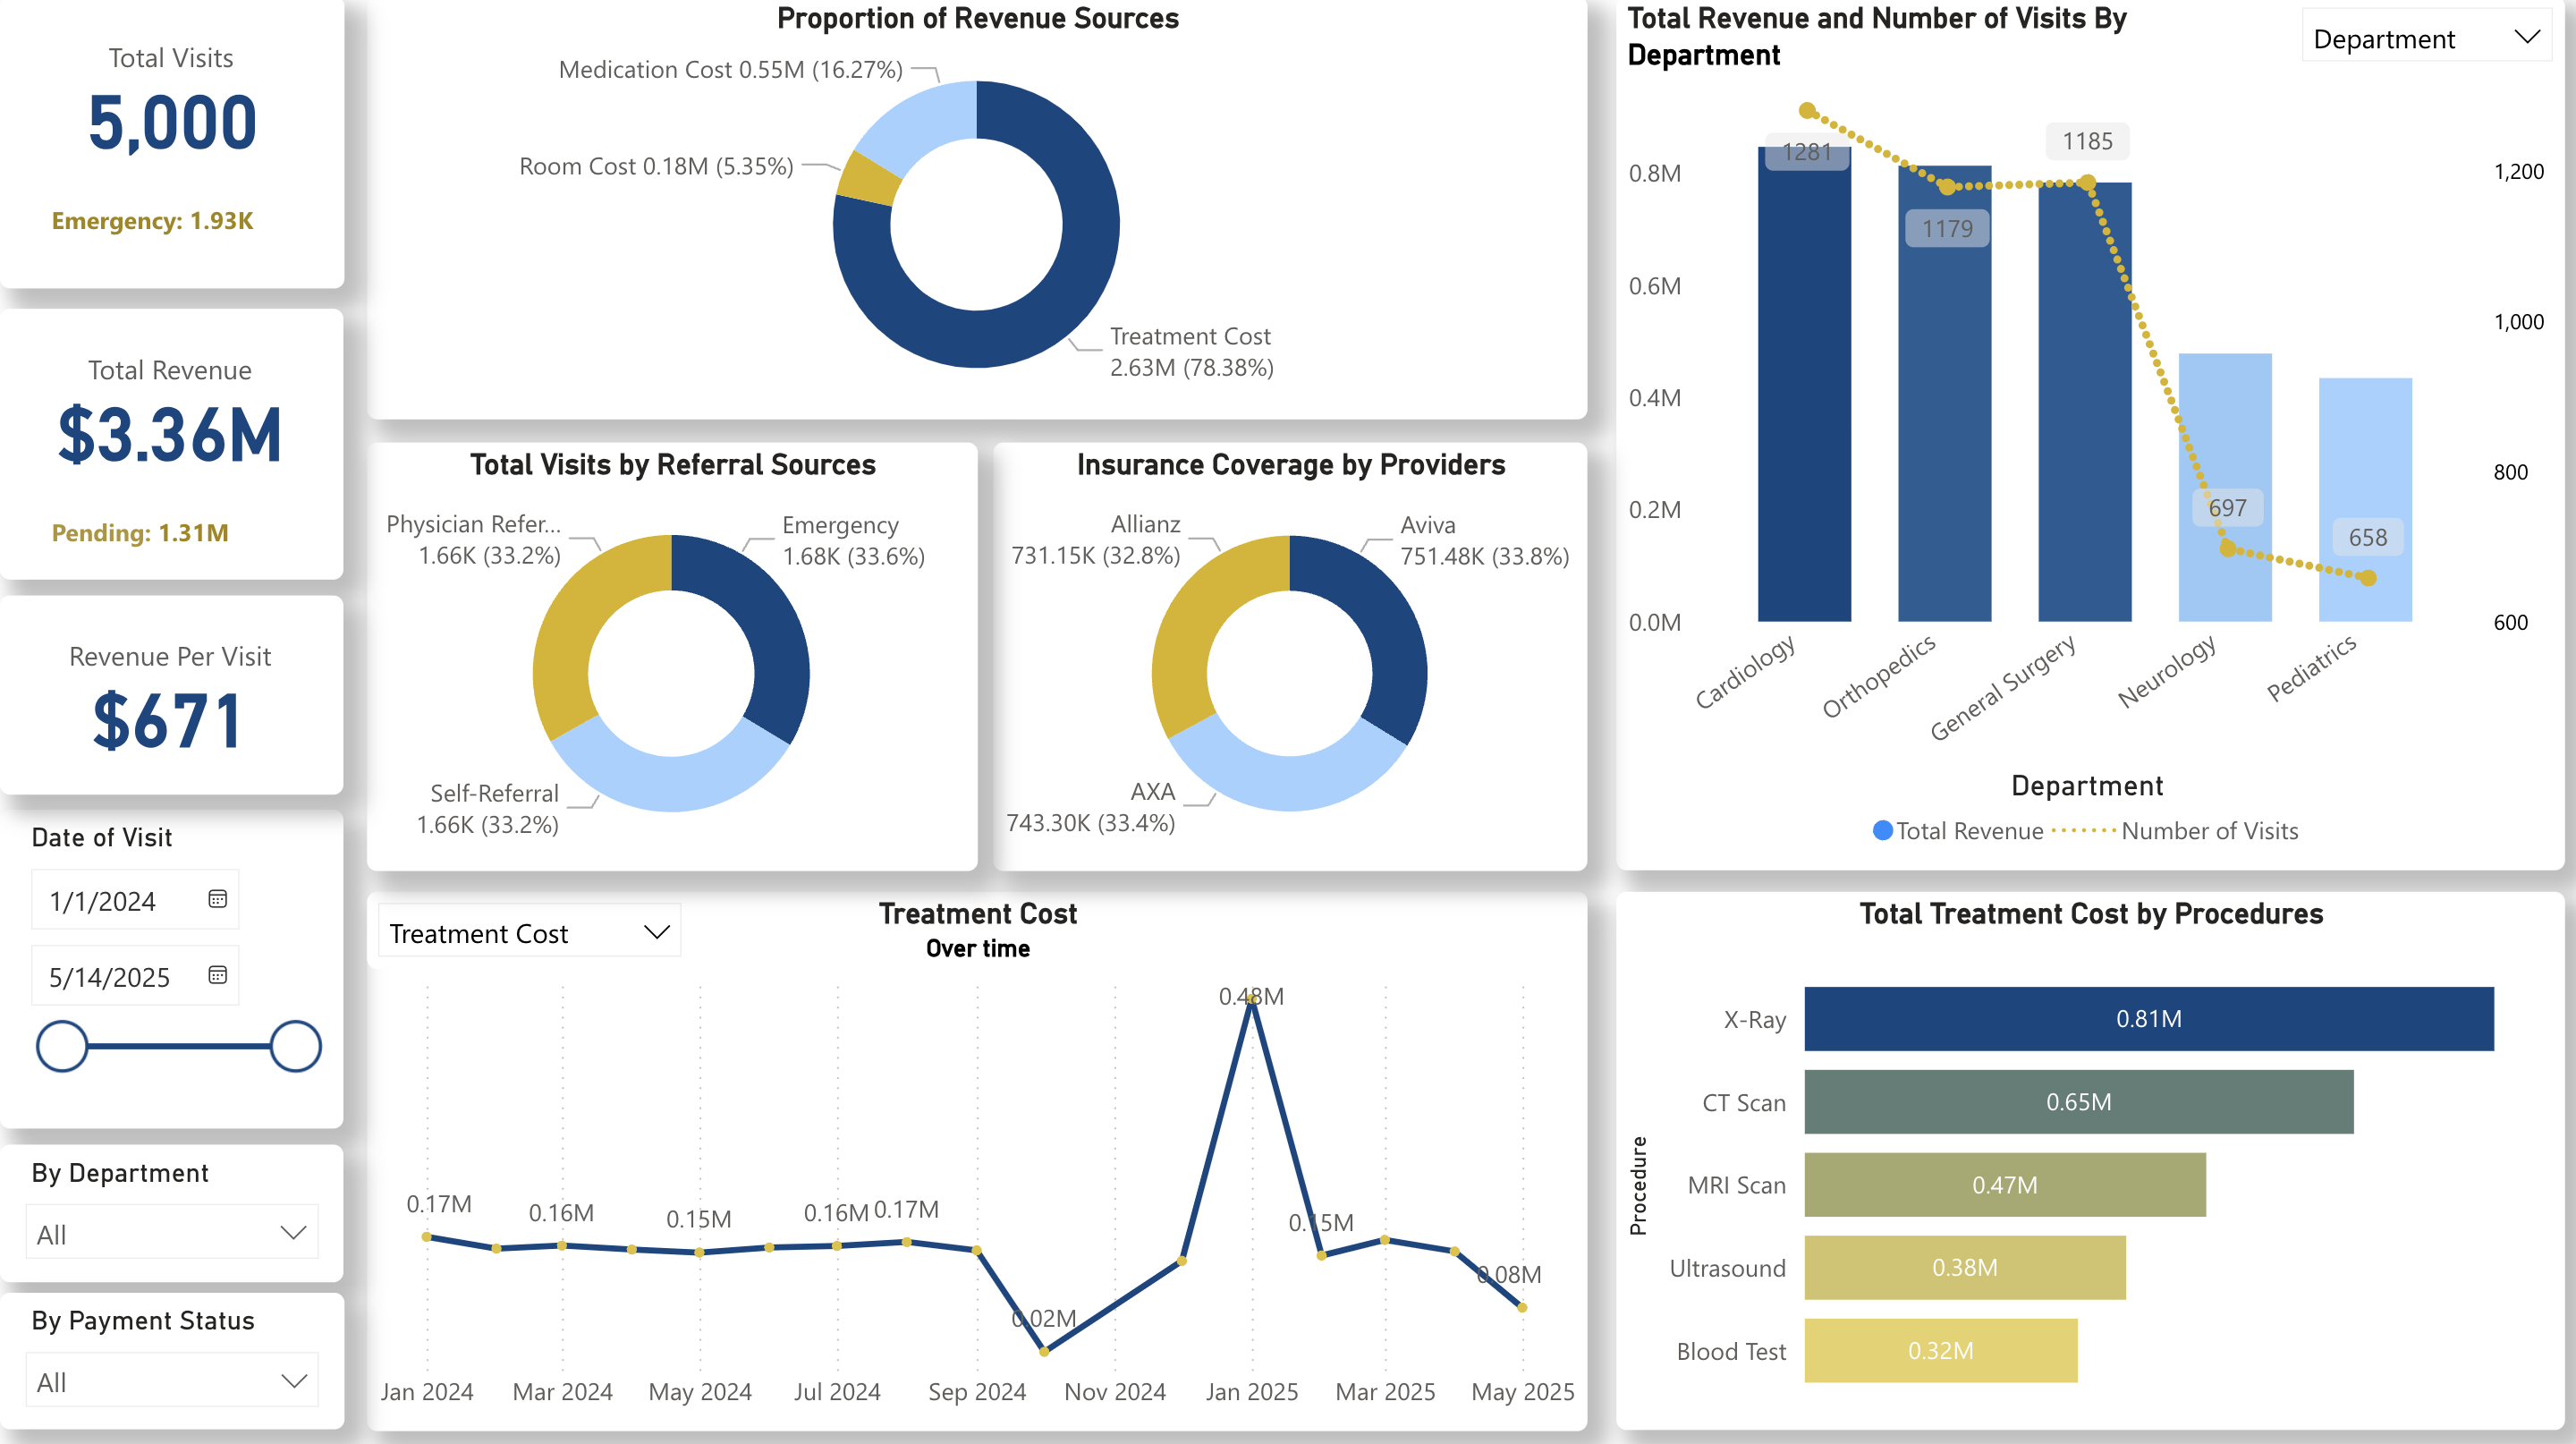 Total Visits
5,000
Emergency: 1.93K
Total Revenue
$3.36M
Pending: 1.31M
Revenue Per Visit
$671
Date of Visit
1/1/2024
5/14/2025
By Department
All
By Payment Status
All
Proportion of Revenue Sources
Medication Cost 0.55M (16.27%)
Room Cost 0.18M (5.35%)
Treatment Cost
2.63M (78.38%)
Total Visits by Referral Sources
Physician Refer...
1.66K (33.2%)
Emergency
1.68K (33.6%)
Self-Referral
1.66K (33.2%)
Insurance Coverage by Providers
Allianz
731.15K (32.8%)
Aviva
751.48K (33.8%)
AXA
743.30K (33.4%)
Treatment Cost
Treatment Cost
Over time
0.48M
0.17M
0.16M
0.15M
0.16M
0.17M
0.15M
0.02M
0.08M
Jan 2024
Mar 2024
May 2024
Jul 2024
Sep 2024
Nov 2024
Jan 2025
Mar 2025
May 2025
Total Revenue and Number of Visits By
Department
Department
1281
1179
1185
697
658
0.8M
0.6M
0.4M
0.2M
0.0M
1,200
1,000
800
600
Cardiology
Orthopedics
General Surgery
Neurology
Pediatrics
Department
Total Revenue
Number of Visits
Total Treatment Cost by Procedures
Procedure
X-Ray
0.81M
CT Scan
0.65M
MRI Scan
0.47M
Ultrasound
0.38M
Blood Test
0.32M